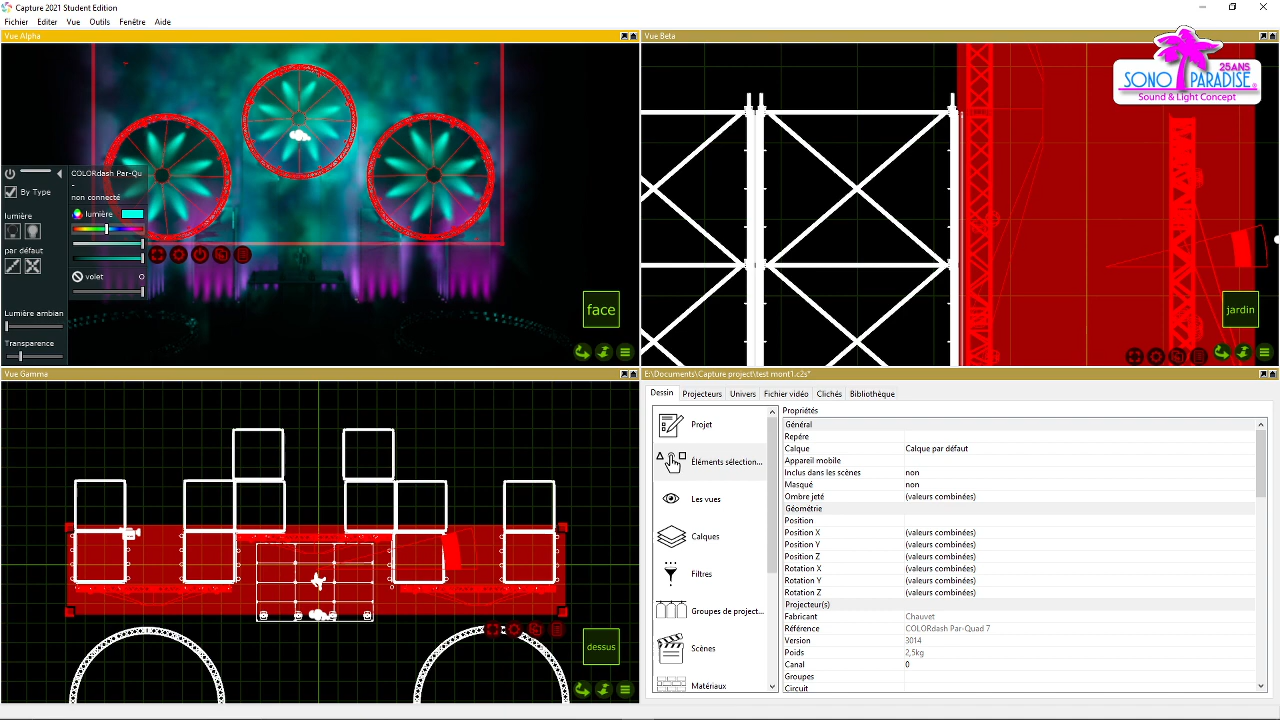 Capture 2021 Student Edition
Fichier Editer Vue Outils Fenêtre Aide
Vue Alpha
COLORdash Par-Qu
-
non connecté
By Type
lumière
lumière
par défaut
volet
Lumière ambian
Transparence
face
Vue Beta
25ANS
SONO PARADISE®
Sound & Light Concept
jardin
Vue Gamma
dessus
E:\Documents\Capture project\test mont1.c2s*
Dessin Projecteurs Univers Fichier vidéo Clichés Bibliothèque
Projet
Éléments sélection...
Les vues
Calques
Filtres
Groupes de project...
Scènes
Matériaux
Propriétés
Général
Repère
Calque Calque par défaut
Appareil mobile
Inclus dans les scènes non
Masqué non
Ombre jeté (valeurs combinées)
Géométrie
Position
Position X (valeurs combinées)
Position Y (valeurs combinées)
Position Z (valeurs combinées)
Rotation X (valeurs combinées)
Rotation Y (valeurs combinées)
Rotation Z (valeurs combinées)
Projecteur(s)
Fabricant Chauvet
Référence COLORdash Par-Quad 7
Version 3014
Poids 2,5kg
Canal 0
Groupes
Circuit